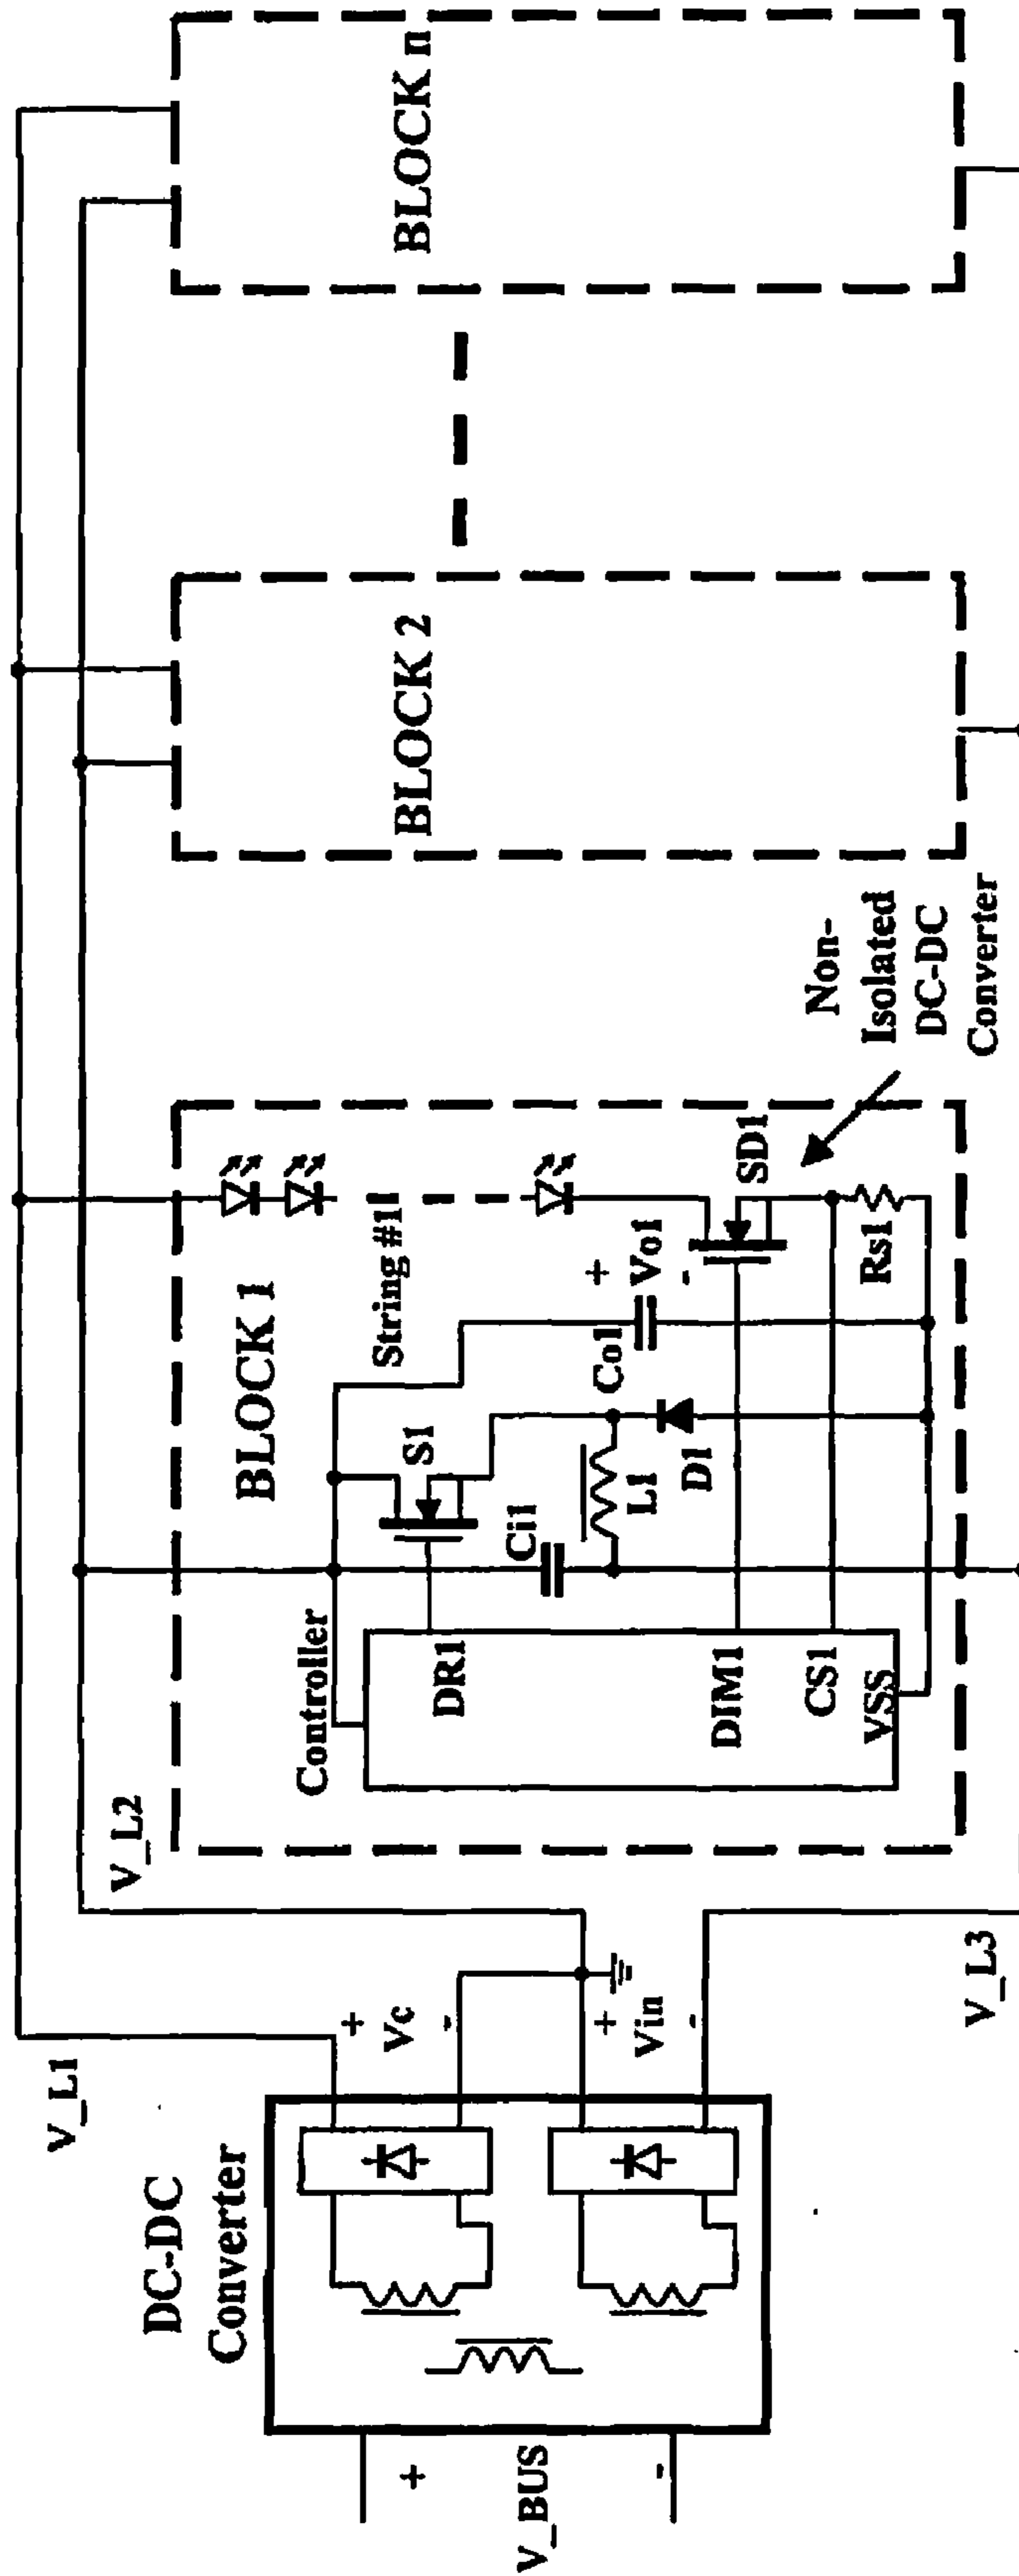 DC-DC
Converter
V_BUS
+
-
V_L1
+
Vc
-
+
Vin
-
V_L2
V_L3
BLOCK 1
Controller
DR1
DIM1
CS1
VSS
S1
Ci1
L1
D1
String #1
Co1
+
Vo1
-
SD1
Rs1
Non-
Isolated
DC-DC
Converter
BLOCK 2
BLOCK n